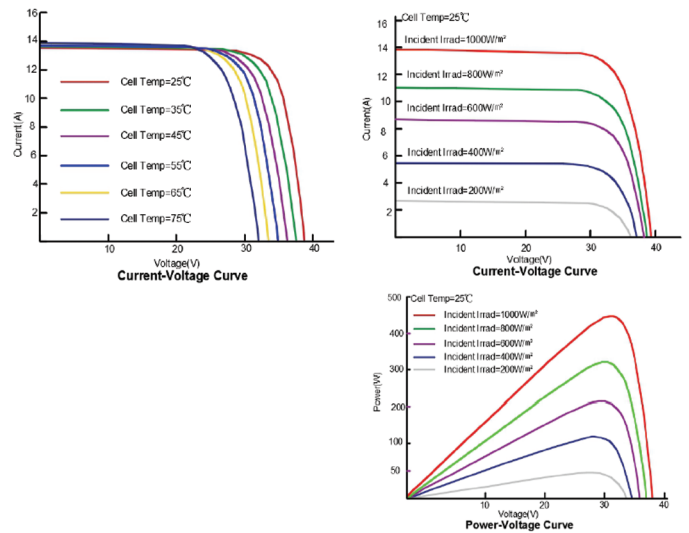 16
14
12
10
8
6
4
2
10
20
30
40
Current(A)
Cell Temp=25℃
Cell Temp=35℃
Cell Temp=45℃
Cell Temp=55℃
Cell Temp=65℃
Cell Temp=75℃
Voltage(V)
Current-Voltage Curve
16
14
12
10
8
6
4
2
10
20
30
40
Current(A)
Cell Temp=25℃
Incident Irrad=1000W/m²
Incident Irrad=800W/m²
Incident Irrad=600W/m²
Incident Irrad=400W/m²
Incident Irrad=200W/m²
Voltage(V)
Current-Voltage Curve
500
400
300
200
100
50
10
20
30
40
Power(W)
Cell Temp=25℃
Incident Irrad=1000W/m²
Incident Irrad=800W/m²
Incident Irrad=600W/m²
Incident Irrad=400W/m²
Incident Irrad=200W/m²
Voltage(V)
Power-Voltage Curve